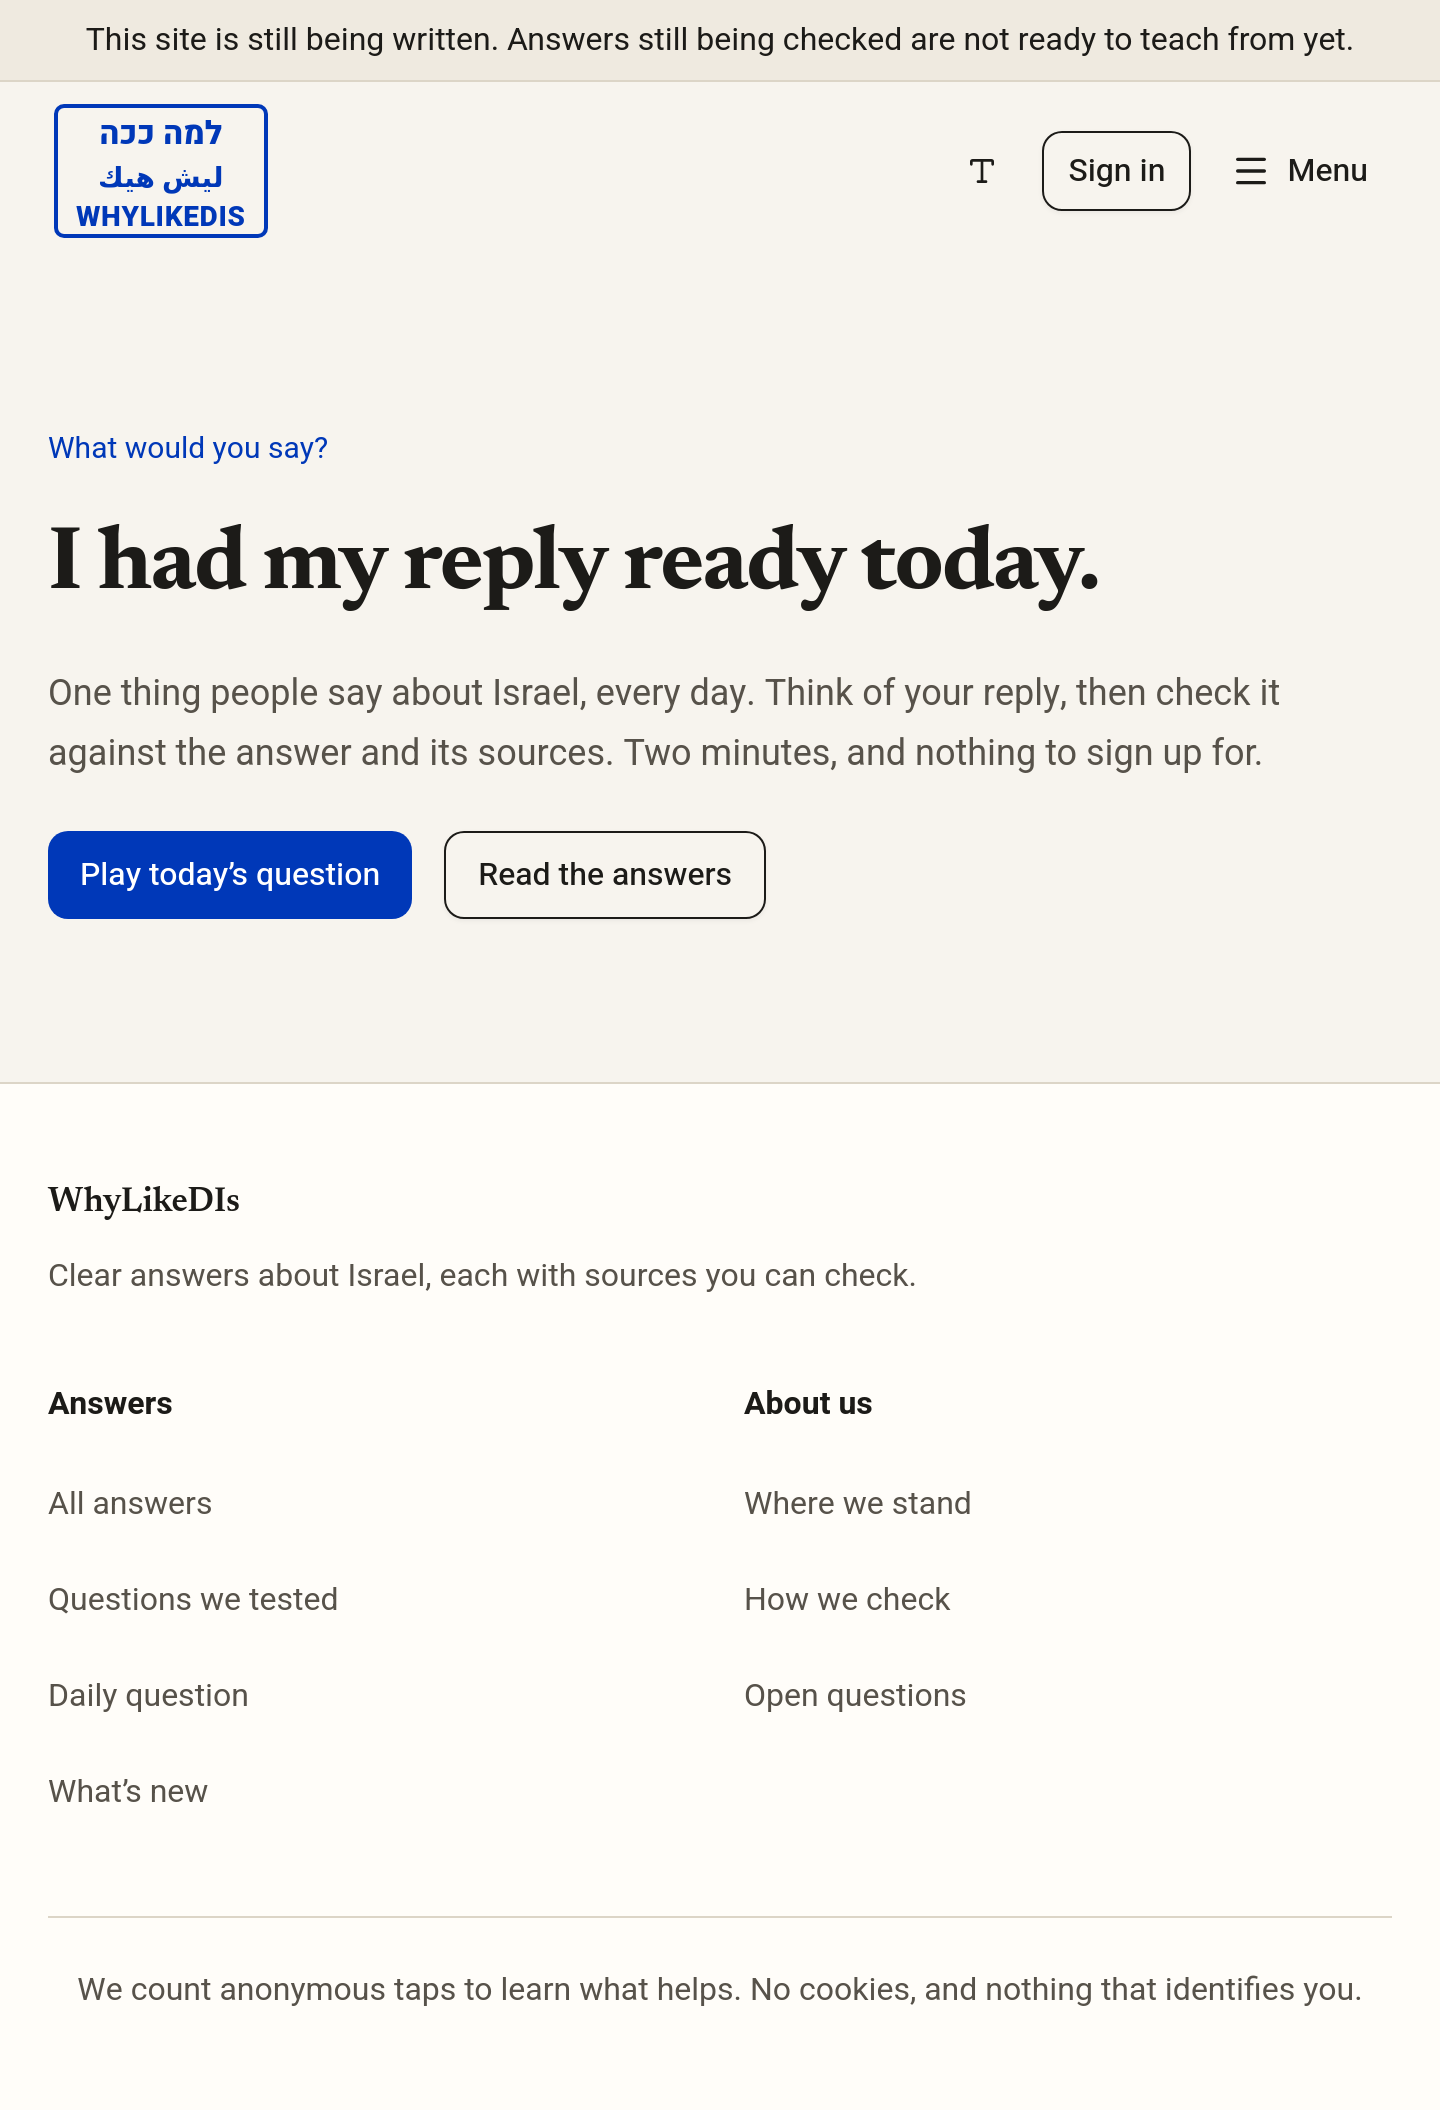 This site is still being written. Answers still being checked are not ready to teach from yet.
למה ככה
ليش هيك
WHYLIKEDIS
Sign in
Menu
What would you say?
I had my reply ready today.
One thing people say about Israel, every day. Think of your reply, then check it
against the answer and its sources. Two minutes, and nothing to sign up for.
Play today’s question
Read the answers
WhyLikeDIs
Clear answers about Israel, each with sources you can check.
Answers
All answers
Questions we tested
Daily question
What’s new
About us
Where we stand
How we check
Open questions
We count anonymous taps to learn what helps. No cookies, and nothing that identifies you.